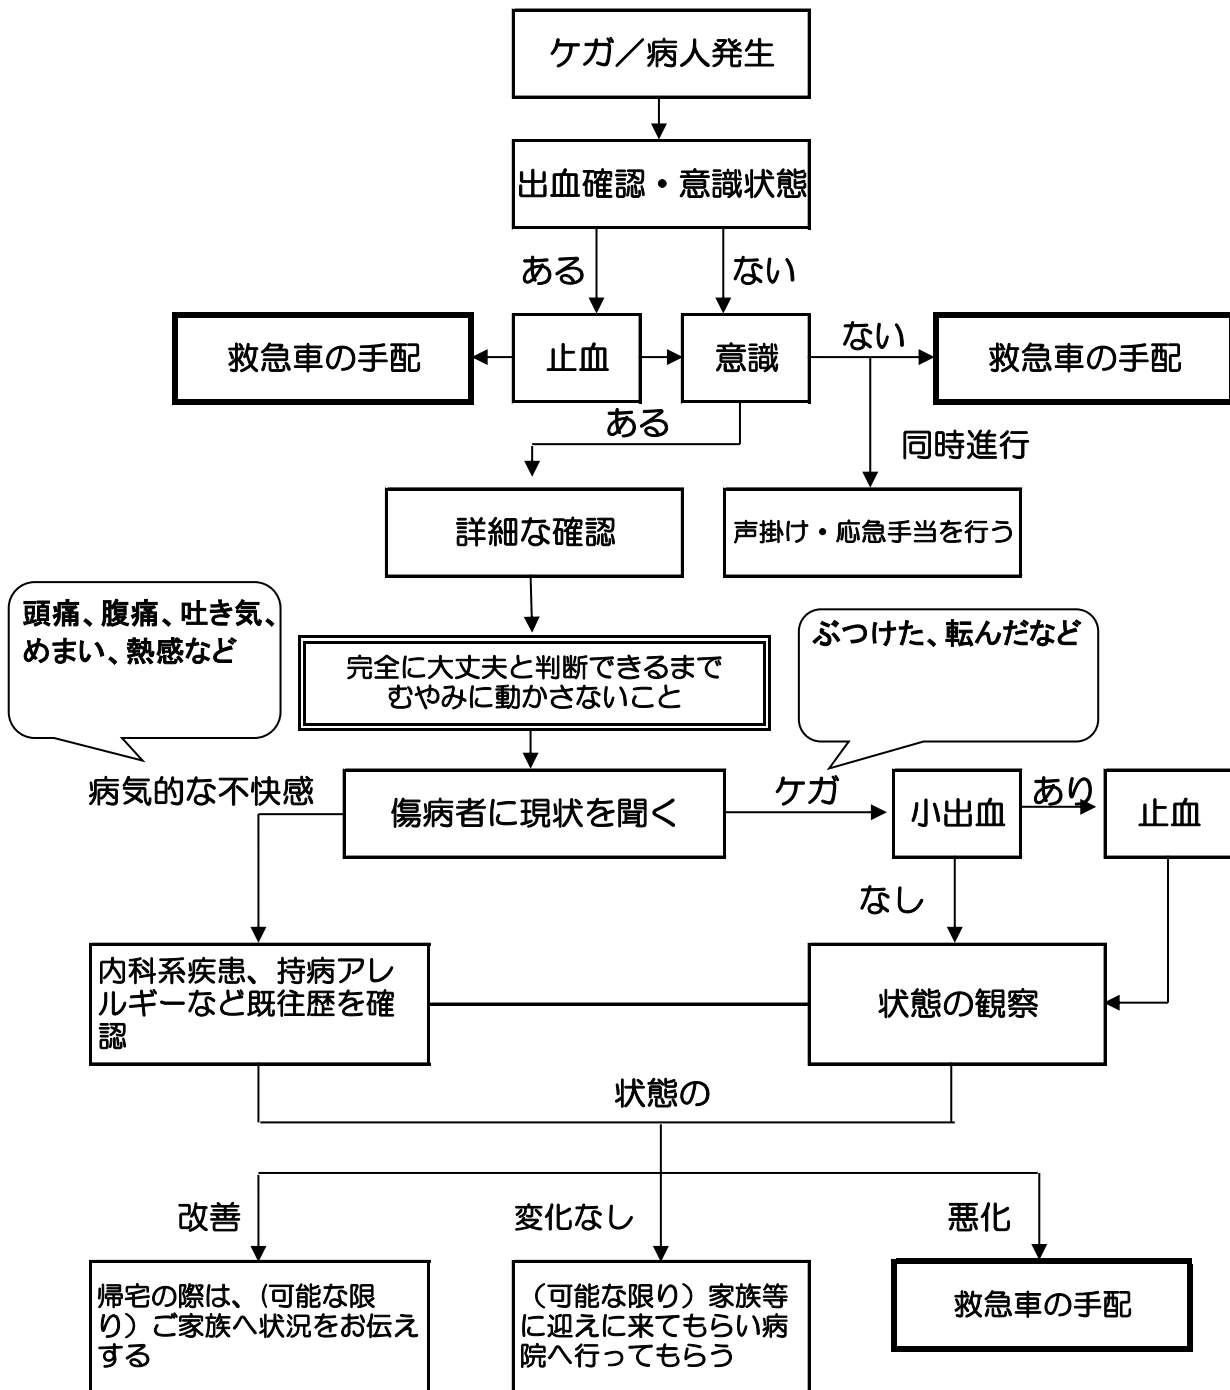 ケガ／病人発生
出血確認・意識状態
ある
ない
救急車の手配
止血
意識
ない
救急車の手配
ある
同時進行
詳細な確認
声掛け・応急手当を行う
頭痛、腹痛、吐き気、
めまい、熱感など
ぶつけた、転んだなど
完全に大丈夫と判断できるまで
むやみに動かさないこと
病気的な不快感
傷病者に現状を聞く
ケガ
小出血
あり
止血
なし
内科系疾患、持病アレ
ルギーなど既往歴を確
認
状態の観察
状態の
改善
変化なし
悪化
帰宅の際は、（可能な限
り）ご家族へ状況をお伝え
する
（可能な限り）家族等
に迎えに来てもらい病
院へ行ってもらう
救急車の手配